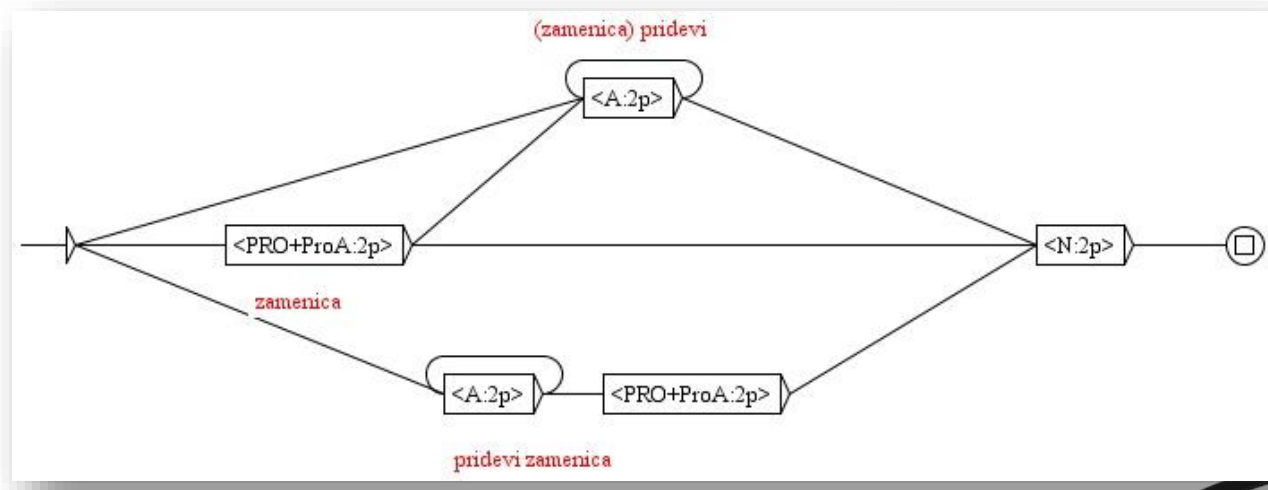 (zamenica) pridevi
<A:2p>
<PRO+ProA:2p>
<N:2p>
zamenica
<A:2p>
<PRO+ProA:2p>
pridevi zamenica